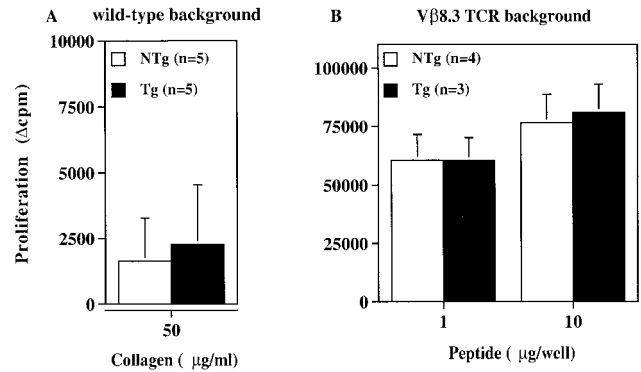 A wild-type background
10000
7500
5000
2500
0
Proliferation (Δcpm)
NTg (n=5)
Tg (n=5)
50
Collagen ( μg/ml)
B Vβ8.3 TCR background
100000
75000
50000
25000
0
NTg (n=4)
Tg (n=3)
1 10
Peptide ( μg/well)